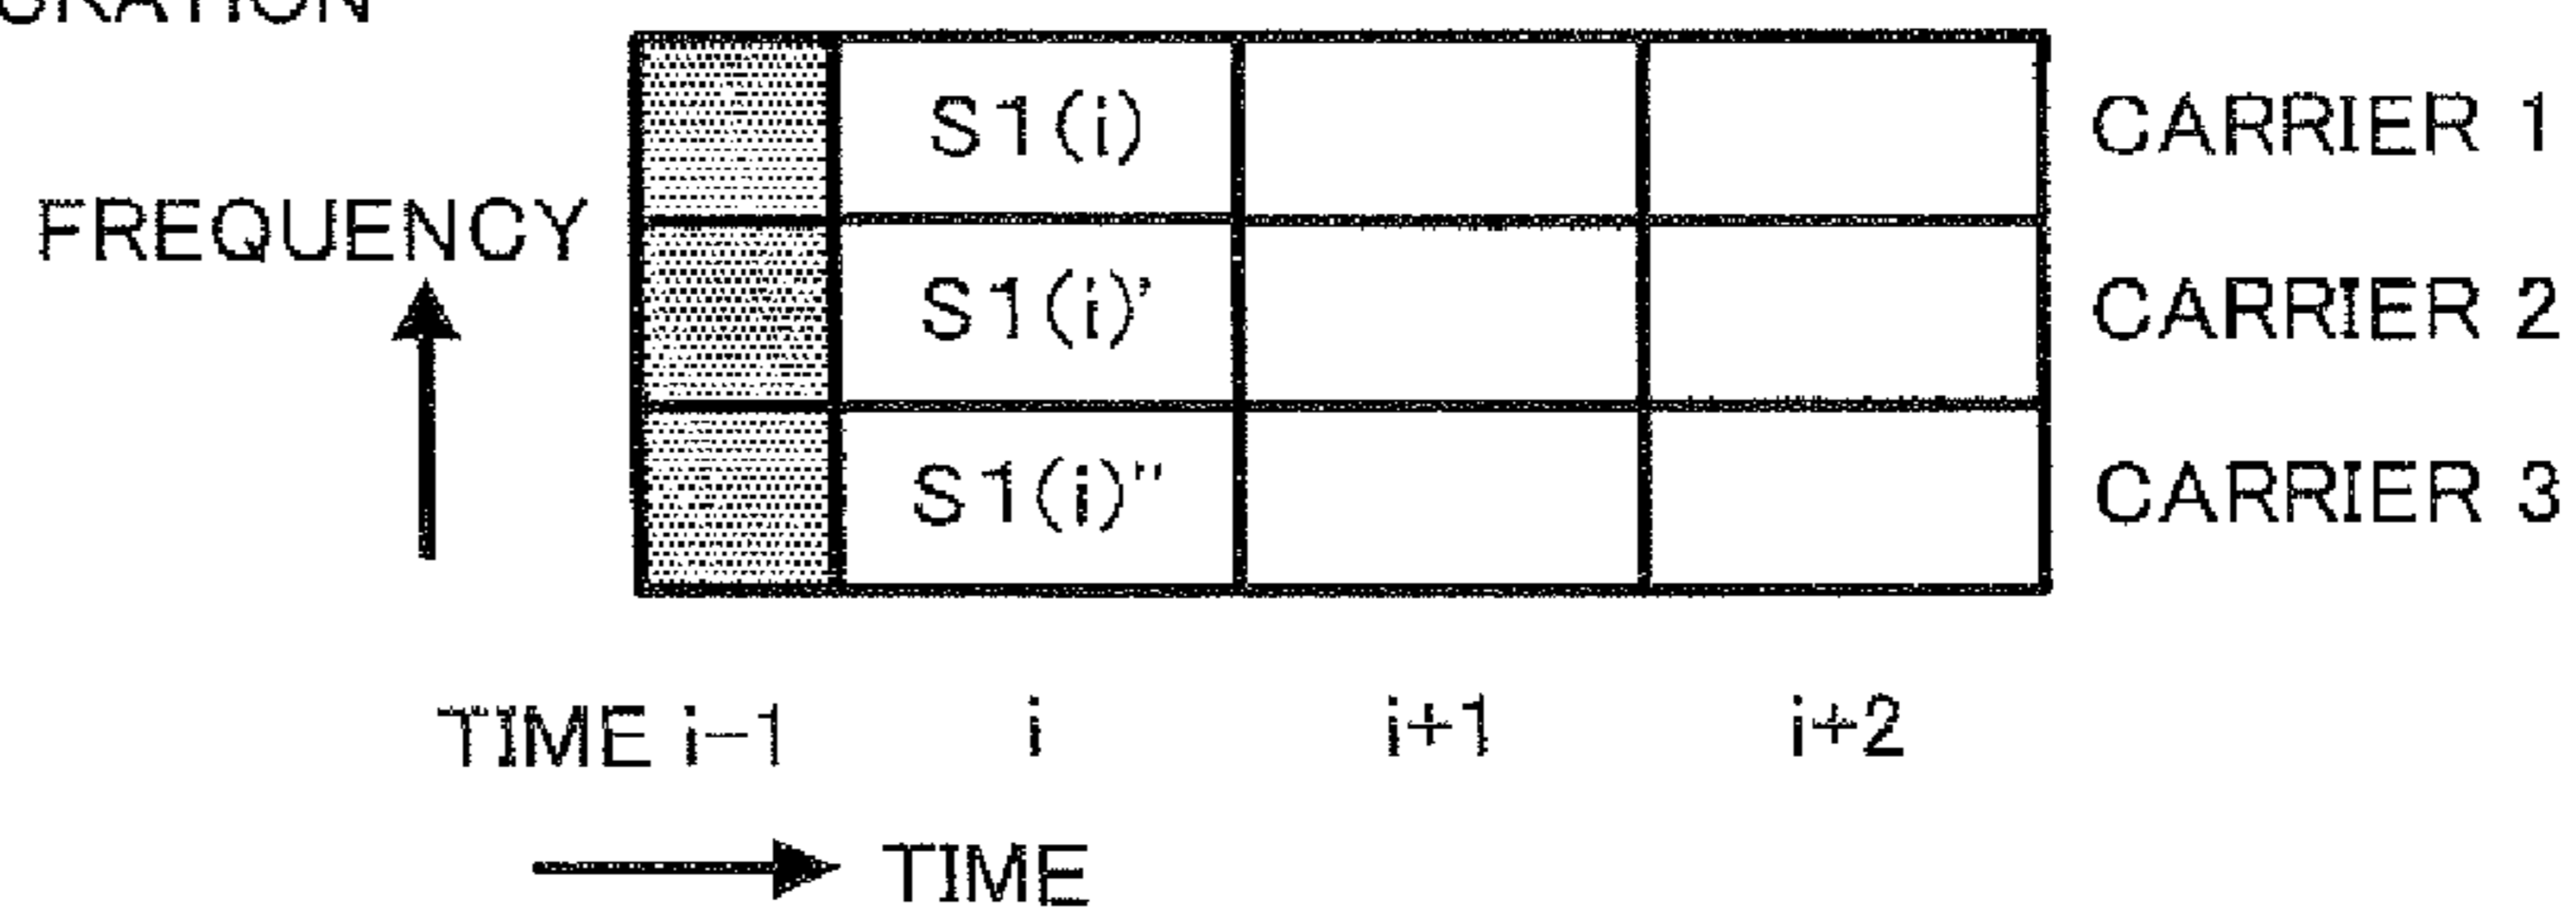 S1(i) CARRIER 1
FREQUENCY
S1(i)' CARRIER 2
S1(i)" CARRIER 3
TIME i-1 i i+1 i+2
TIME